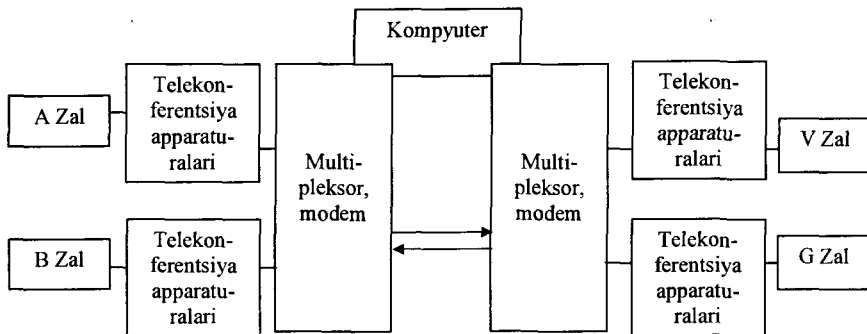 Kompyuter
A Zal
Telekon-
ferentsiya
apparatu-
ralari
Multi-
pleksor,
modem
Multi-
pleksor,
modem
Telekon-
ferentsiya
apparatu-
ralari
V Zal
B Zal
Telekon-
ferentsiya
apparatu-
ralari
Telekon-
ferentsiya
apparatu-
ralari
G Zal